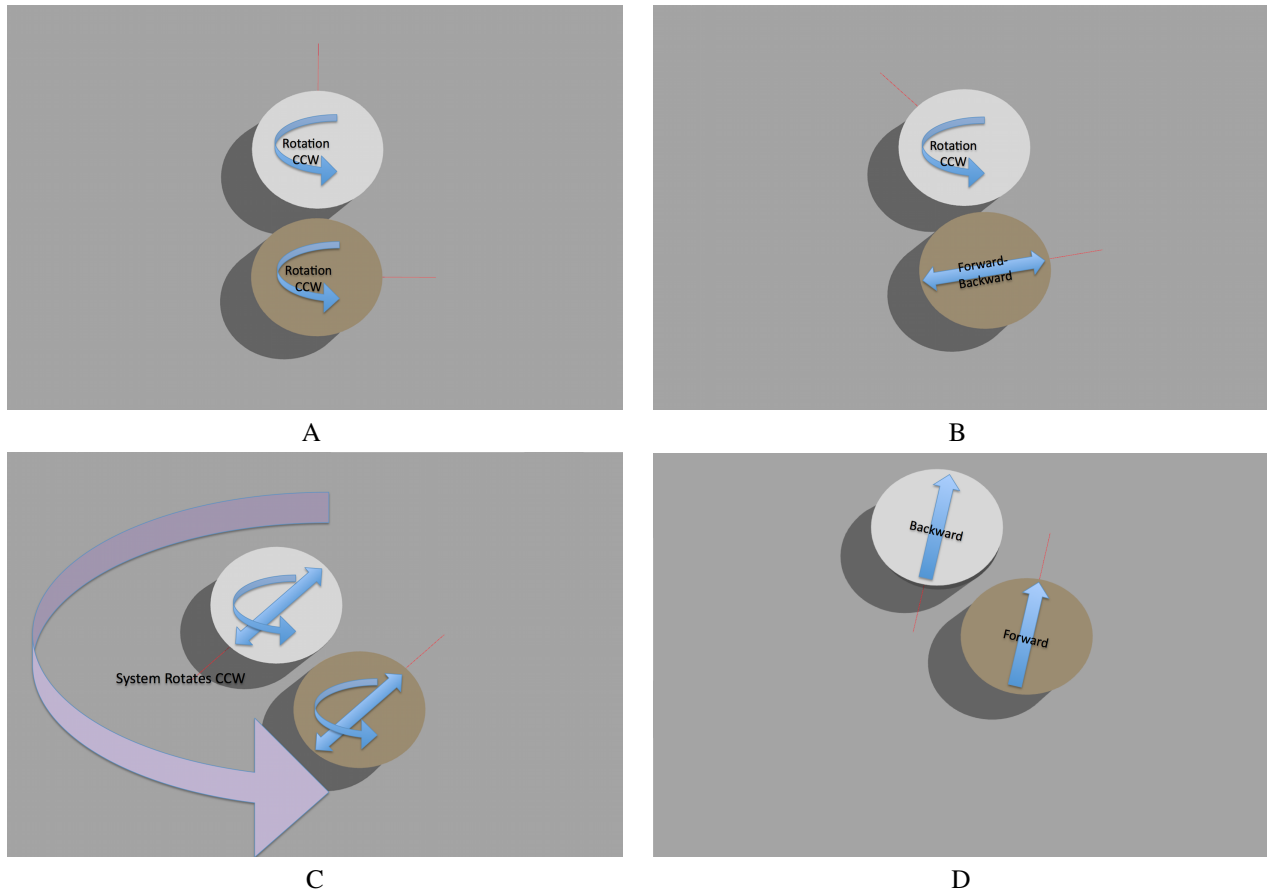 Rotation
CCW
Rotation
CCW
A
Rotation
CCW
Forward-
Backward
B
System Rotates CCW
C
Backward
Forward
D